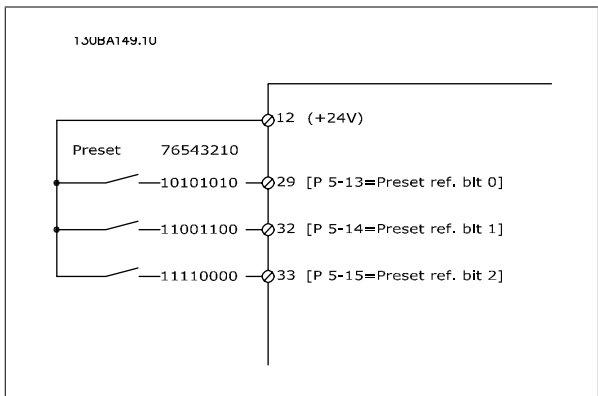 130BA149.10
12 (+24V)
Preset 76543210
10101010 29 [P 5-13=Preset ref. bit 0]
11001100 32 [P 5-14=Preset ref. bit 1]
11110000 33 [P 5-15=Preset ref. bit 2]